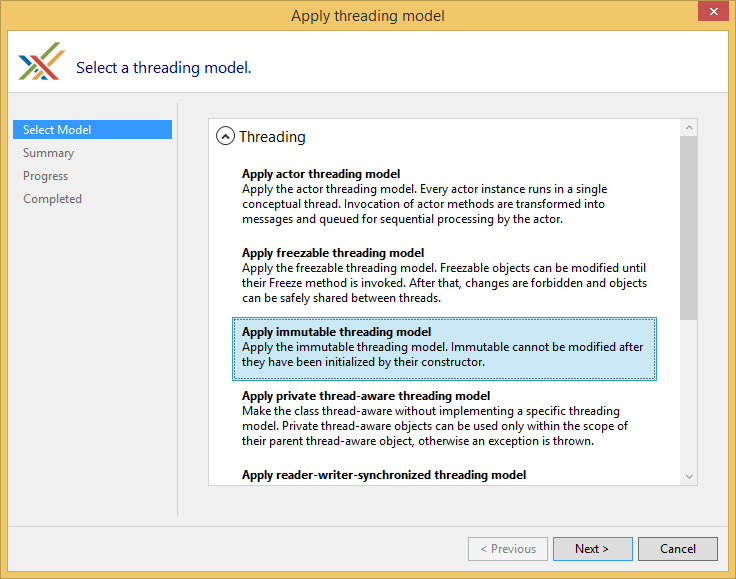 Apply threading model
Select a threading model.
Select Model
Summary
Progress
Completed
Threading
Apply actor threading model
Apply the actor threading model. Every actor instance runs in a single
conceptual thread. Invocation of actor methods are transformed into
messages and queued for sequential processing by the actor.
Apply freezable threading model
Apply the freezable threading model. Freezable objects can be modified until
their Freeze method is invoked. After that, changes are forbidden and objects
can be safely shared between threads.
Apply immutable threading model
Apply the immutable threading model. Immutable cannot be modified after
they have been initialized by their constructor.
Apply private thread-aware threading model
Make the class thread-aware without implementing a specific threading
model. Private thread-aware objects can be used only within the scope of
their parent thread-aware object, otherwise an exception is thrown.
Apply reader-writer-synchronized threading model
< Previous
Next >
Cancel